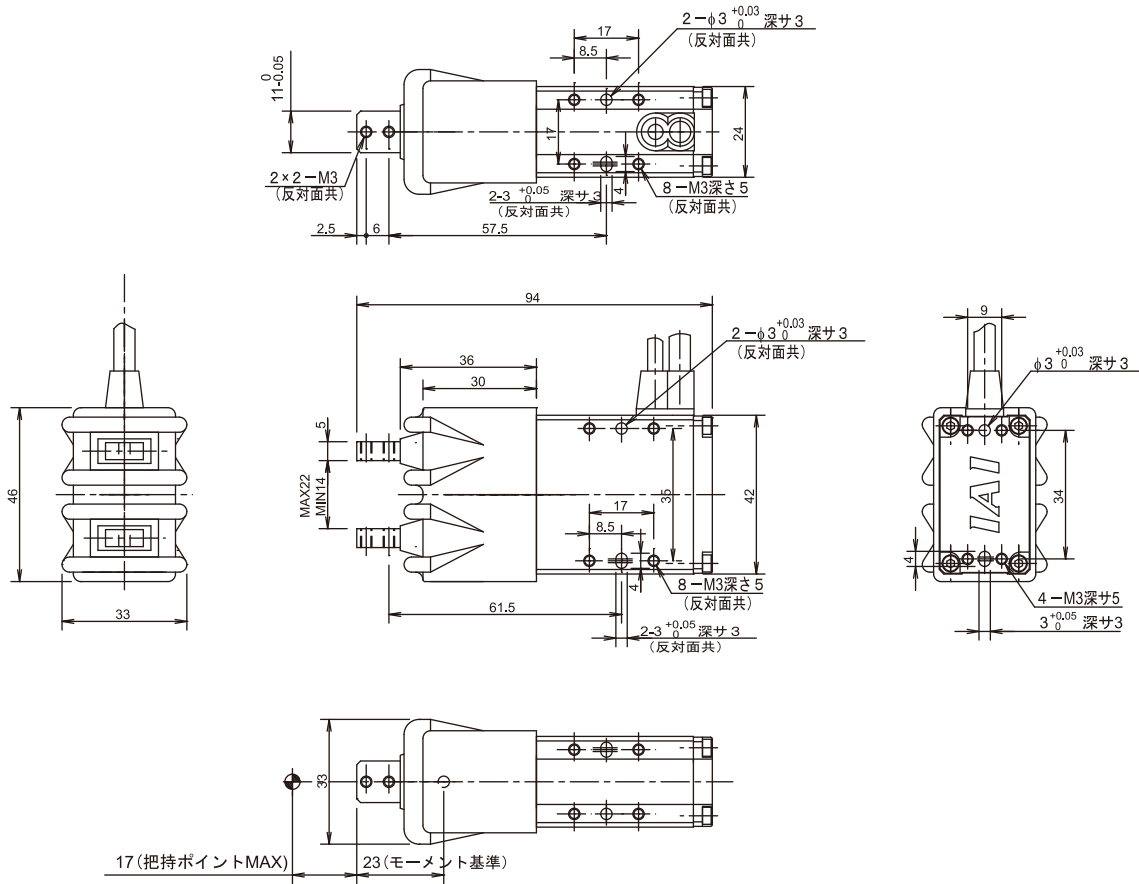 2－φ3 +0.03 0 深サ3
(反対面共)
17
8.5
0
11-0.05
17
24
2×2－M3
(反対面共)
4
2-3 +0.05 0 深サ3
(反対面共)
8－M3深さ5
(反対面共)
2.5
6
57.5
94
36
30
2－φ3 +0.03 0 深サ3
(反対面共)
9
φ3 +0.03 0 深サ3
5
46
MAX22
MIN14
35
42
34
IAI
17
8.5
4
4
8－M3深さ5
(反対面共)
4－M3深サ5
3 +0.05 0 深サ3
33
61.5
2-3 +0.05 0 深サ3
(反対面共)
33
17(把持ポイントMAX)
23(モーメント基準)